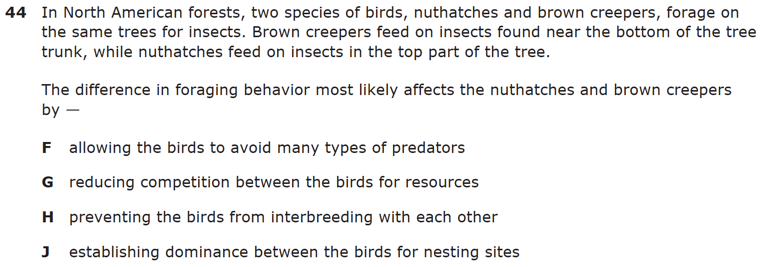 44 In North American forests, two species of birds, nuthatches and brown creepers, forage on
the same trees for insects. Brown creepers feed on insects found near the bottom of the tree
trunk, while nuthatches feed on insects in the top part of the tree.
The difference in foraging behavior most likely affects the nuthatches and brown creepers
by —
F allowing the birds to avoid many types of predators
G reducing competition between the birds for resources
H preventing the birds from interbreeding with each other
J establishing dominance between the birds for nesting sites